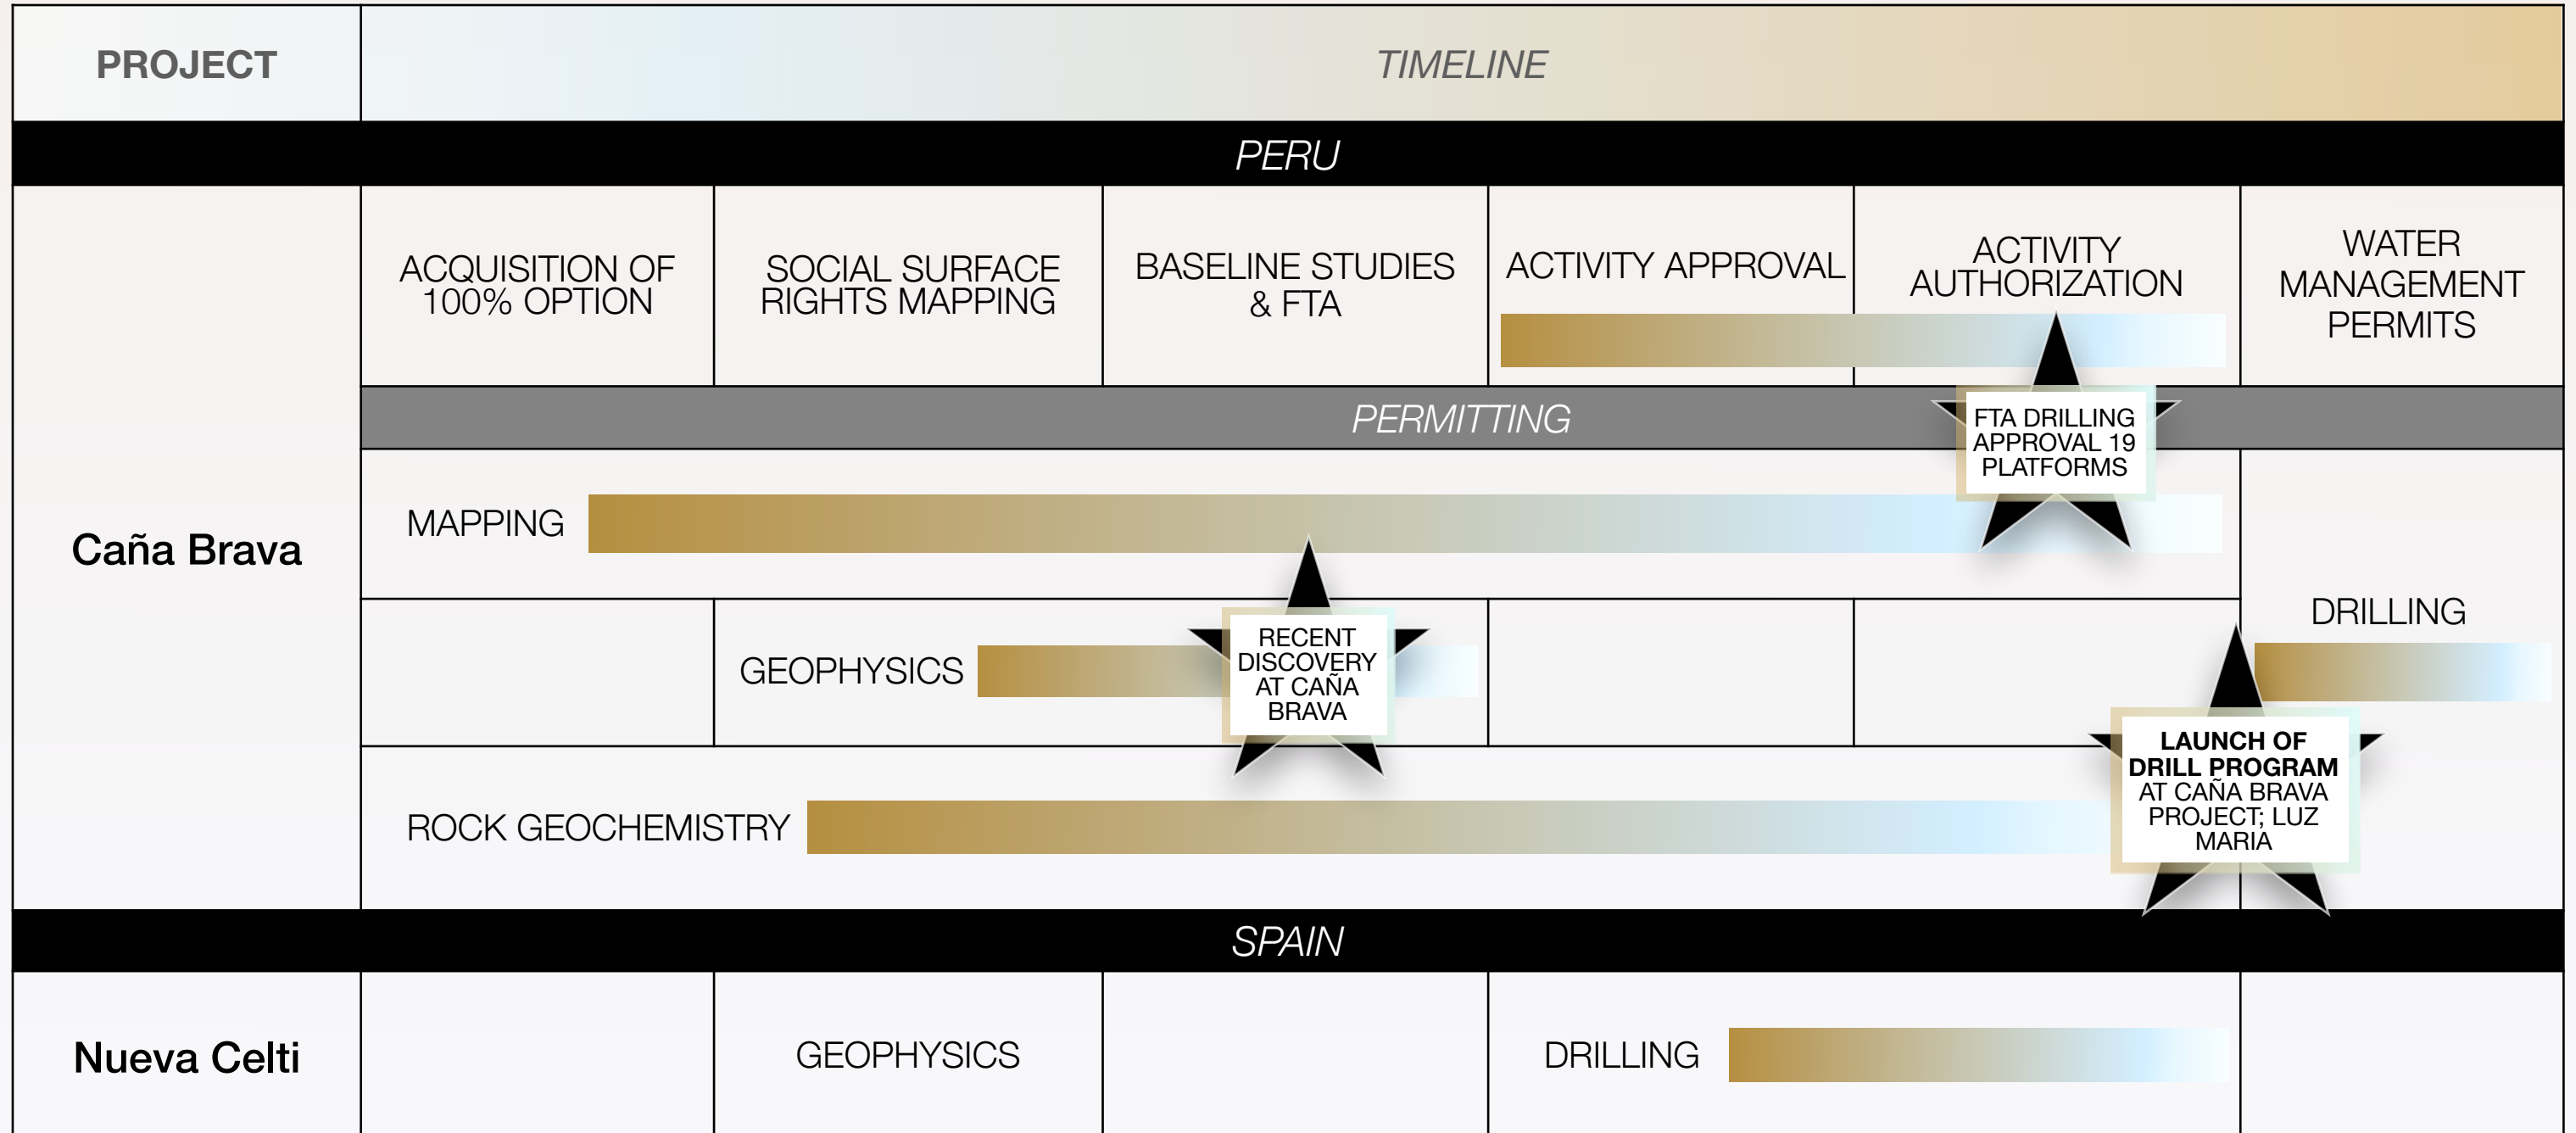 PROJECT
TIMELINE
PERU
ACQUISITION OF
100% OPTION
SOCIAL SURFACE
RIGHTS MAPPING
BASELINE STUDIES
& FTA
ACTIVITY APPROVAL
ACTIVITY
AUTHORIZATION
WATER
MANAGEMENT
PERMITS
PERMITTING
FTA DRILLING
APPROVAL 19
PLATFORMS
Caña Brava
MAPPING
GEOPHYSICS
RECENT
DISCOVERY
AT CAÑA
BRAVA
DRILLING
LAUNCH OF
DRILL PROGRAM
AT CAÑA BRAVA
PROJECT; LUZ
MARIA
ROCK GEOCHEMISTRY
SPAIN
Nueva Celti
GEOPHYSICS
DRILLING